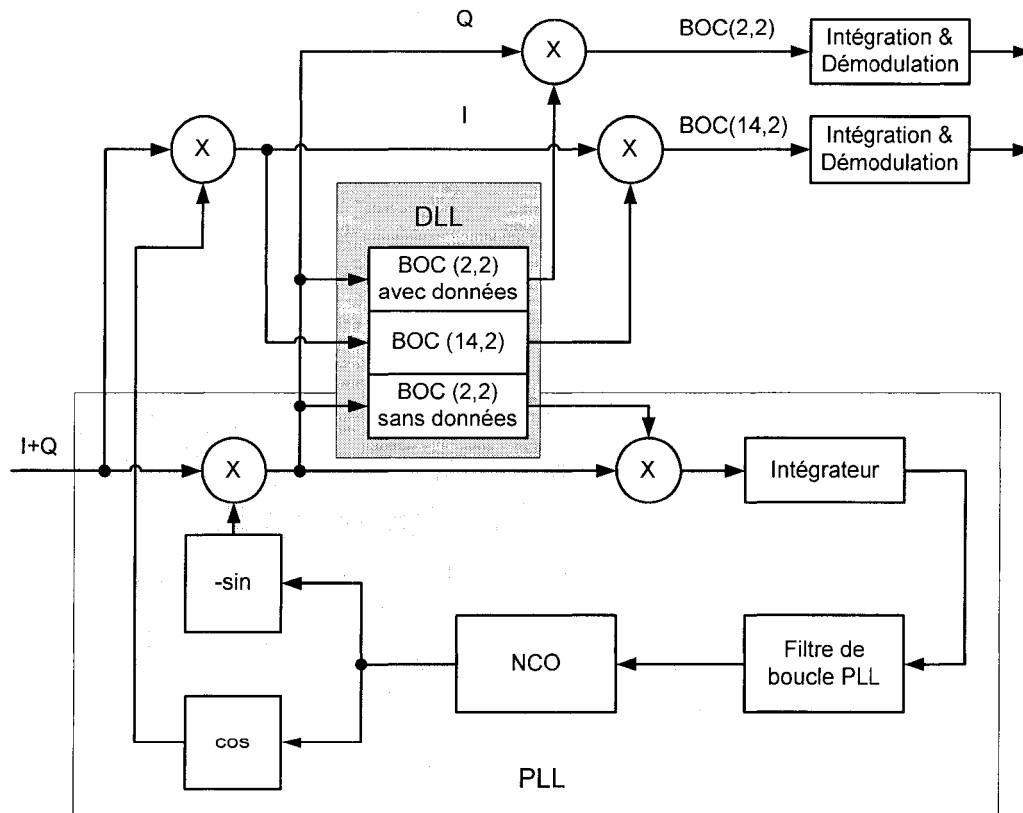 Q
X
BOC(2,2)
Intégration &
Démodulation
I
X
X
BOC(14,2)
Intégration &
Démodulation
DLL
BOC (2,2)
avec données
BOC (14,2)
BOC (2,2)
sans données
I+Q
X
X
Intégrateur
-sin
NCO
Filtre de
boucle PLL
cos
PLL